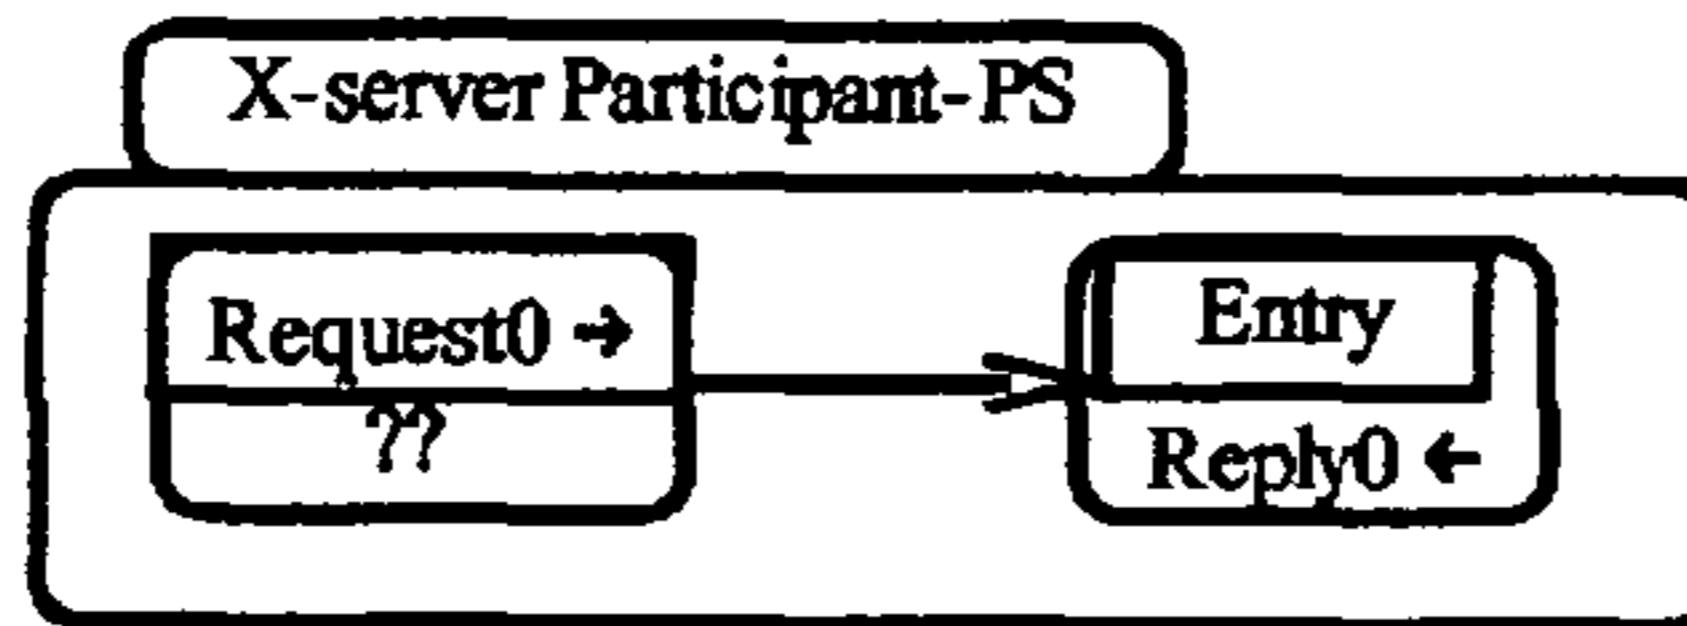 X-server Participant-PS
Request0 →
Entry
??
Reply0 ←